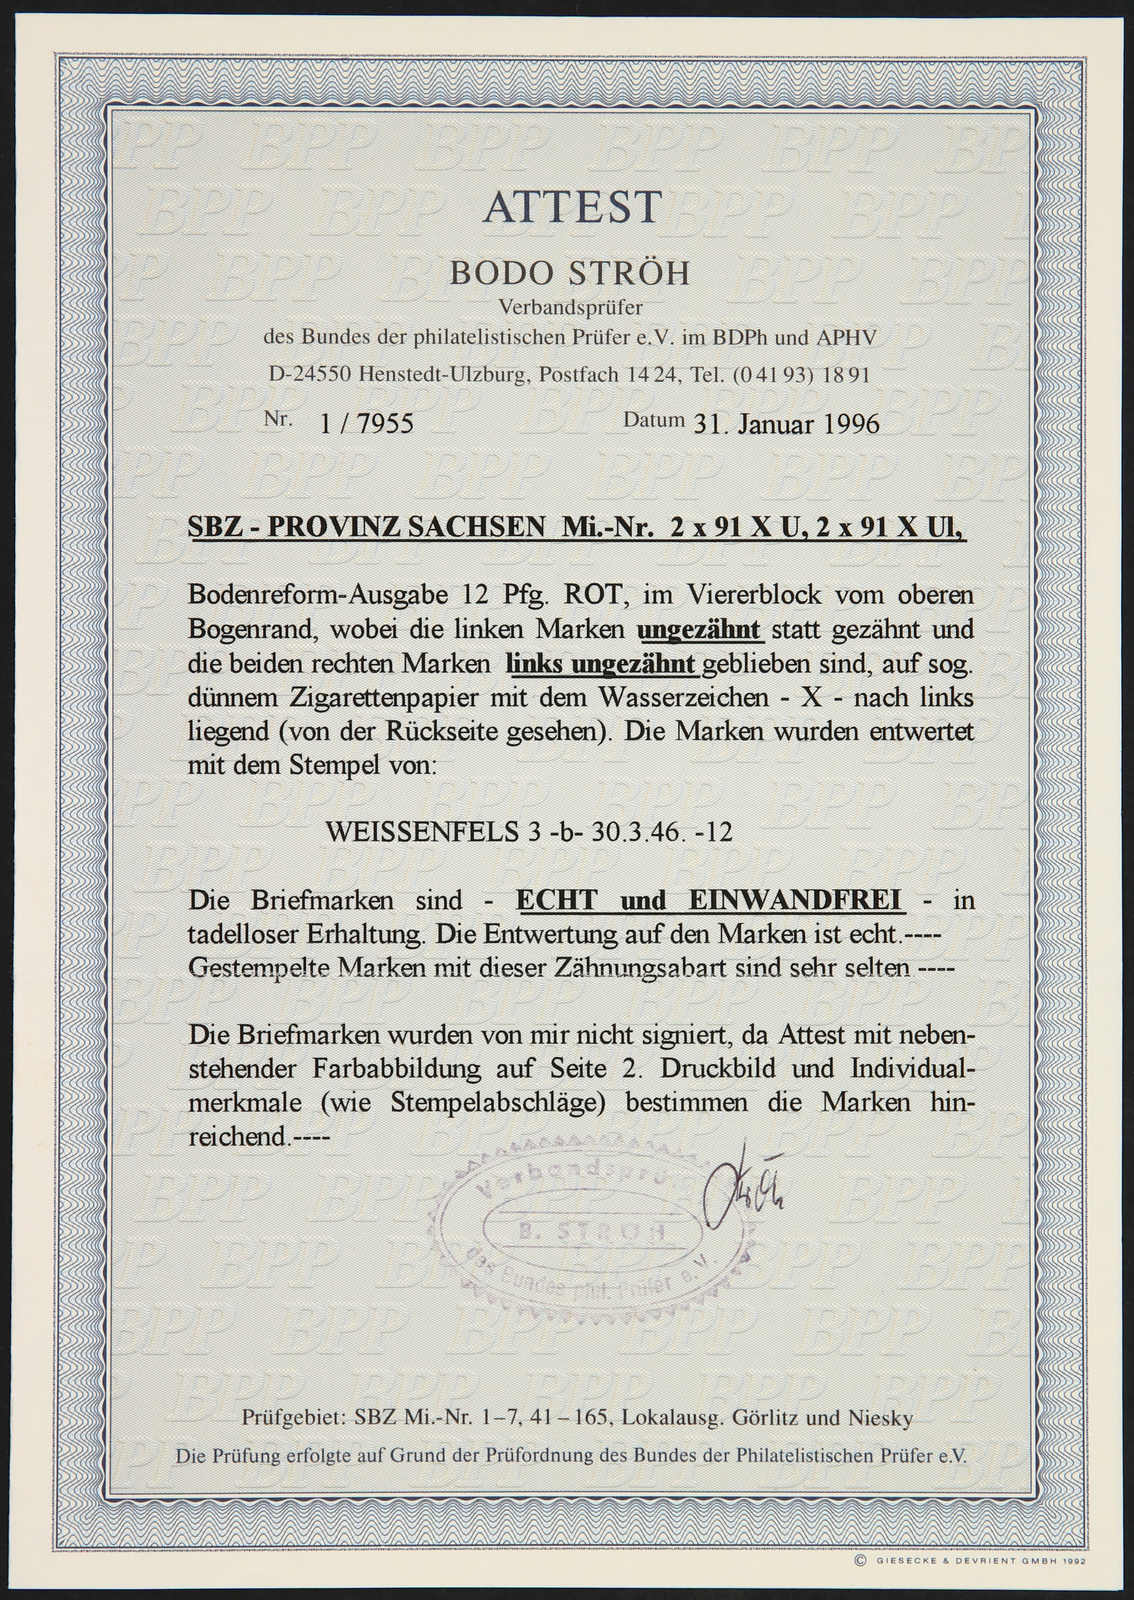 ATTEST
BODO STRÖH
Verbandsprüfer
des Bundes der philatelistischen Prüfer e.V. im BDPh und APHV
D-24550 Henstedt-Ulzburg, Postfach 14 24, Tel. (0 41 93) 18 91
Nr. 1 / 7955 Datum 31. Januar 1996
SBZ - PROVINZ SACHSEN Mi.-Nr. 2 x 91 X U, 2 x 91 X Ul,
Bodenreform-Ausgabe 12 Pfg. ROT, im Viererblock vom oberen
Bogenrand, wobei die linken Marken ungezähnt statt gezähnt und
die beiden rechten Marken links ungezähnt geblieben sind, auf sog.
dünnem Zigarettenpapier mit dem Wasserzeichen - X - nach links
liegend (von der Rückseite gesehen). Die Marken wurden entwertet
mit dem Stempel von:
WEISSENFELS 3 -b- 30.3.46. -12
Die Briefmarken sind - ECHT und EINWANDFREI - in
tadelloser Erhaltung. Die Entwertung auf den Marken ist echt.----
Gestempelte Marken mit dieser Zähnungsabart sind sehr selten ----
Die Briefmarken wurden von mir nicht signiert, da Attest mit neben-
stehender Farbabbildung auf Seite 2. Druckbild und Individual-
merkmale (wie Stempelabschläge) bestimmen die Marken hin-
reichend.----
Verbandsprüfer
B. STRÖH
des Bundes phil. Prüfer e.V.
Ströh
Prüfgebiet: SBZ Mi.-Nr. 1–7, 41 – 165, Lokalausg. Görlitz und Niesky
Die Prüfung erfolgte auf Grund der Prüfordnung des Bundes der Philatelistischen Prüfer e.V.
© GIESECKE & DEVRIENT GMBH 1992